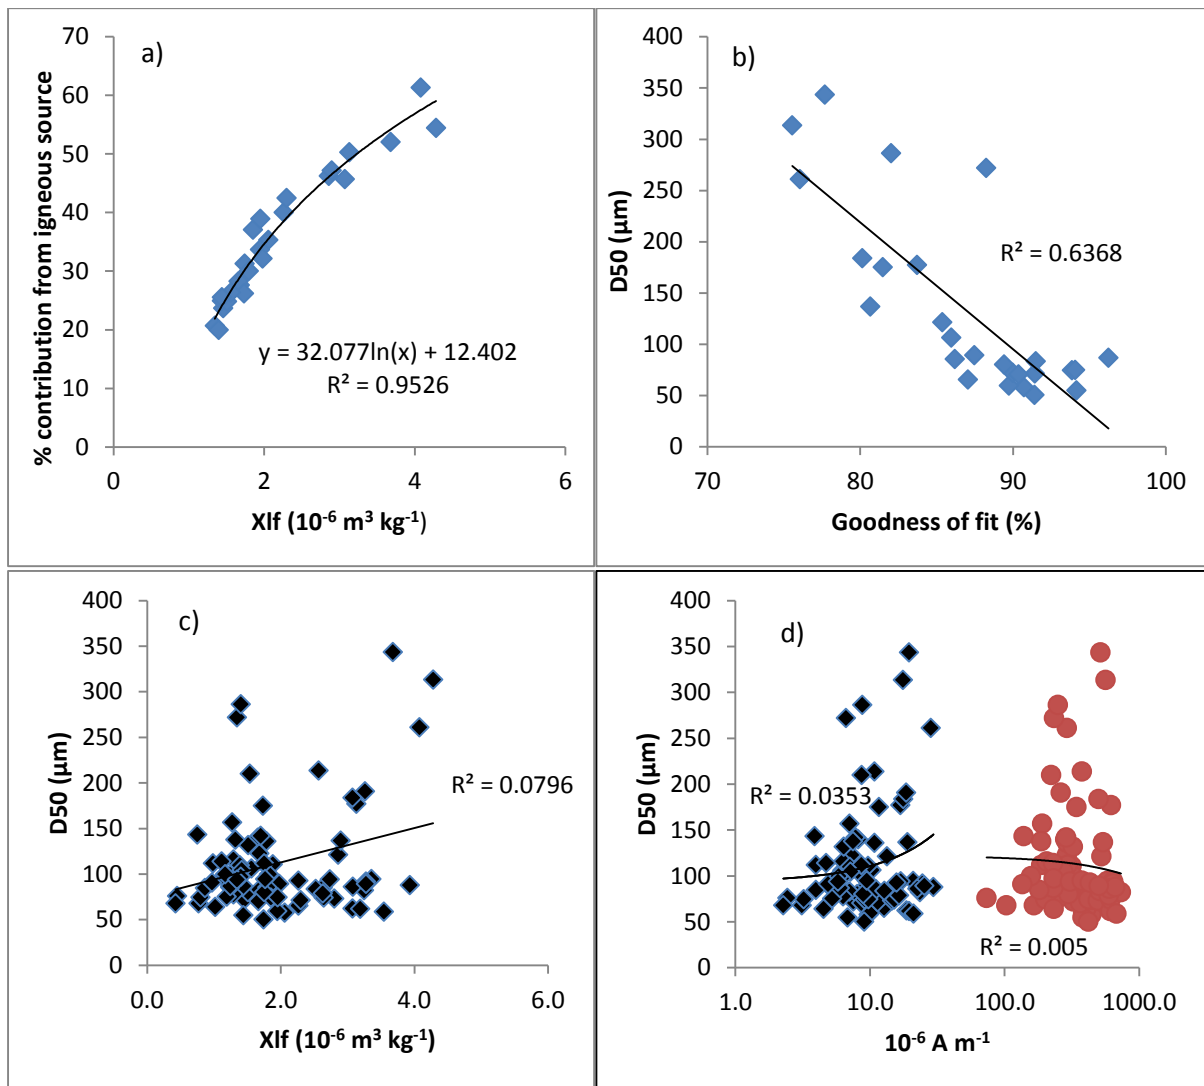 a)
70
60
50
40
30
20
10
0
% contribution from igneous source
y = 32.077ln(x) + 12.402
R² = 0.9526
0 2 4 6
Xlf (10⁻⁶ m³ kg⁻¹)
b)
400
350
300
250
200
150
100
50
0
D50 (µm)
R² = 0.6368
70 80 90 100
Goodness of fit (%)
c)
400
350
300
250
200
150
100
50
0
D50 (µm)
R² = 0.0796
0.0 2.0 4.0 6.0
Xlf (10⁻⁶ m³ kg⁻¹)
d)
400
350
300
250
200
150
100
50
0
D50 (µm)
R² = 0.0353
R² = 0.005
1.0 10.0 100.0 1000.0
10⁻⁶ A m⁻¹